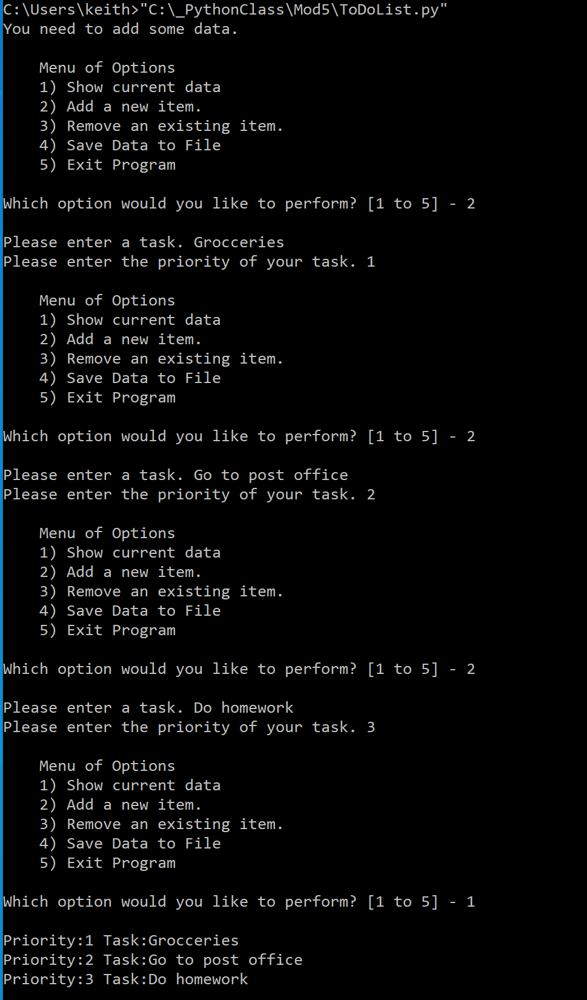 C:\Users\keith>"C:\_PythonClass\Mod5\ToDoList.py"
You need to add some data.
Menu of Options
1) Show current data
2) Add a new item.
3) Remove an existing item.
4) Save Data to File
5) Exit Program
Which option would you like to perform? [1 to 5] - 2
Please enter a task. Grocceries
Please enter the priority of your task. 1
Menu of Options
1) Show current data
2) Add a new item.
3) Remove an existing item.
4) Save Data to File
5) Exit Program
Which option would you like to perform? [1 to 5] - 2
Please enter a task. Go to post office
Please enter the priority of your task. 2
Menu of Options
1) Show current data
2) Add a new item.
3) Remove an existing item.
4) Save Data to File
5) Exit Program
Which option would you like to perform? [1 to 5] - 2
Please enter a task. Do homework
Please enter the priority of your task. 3
Menu of Options
1) Show current data
2) Add a new item.
3) Remove an existing item.
4) Save Data to File
5) Exit Program
Which option would you like to perform? [1 to 5] - 1
Priority:1 Task:Grocceries
Priority:2 Task:Go to post office
Priority:3 Task:Do homework